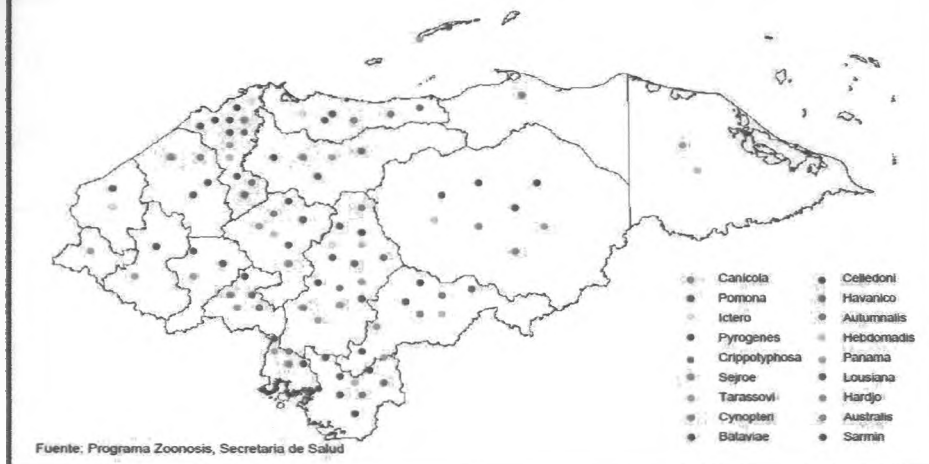 Canicola
Pomona
Ictero
Pyrogenes
Crippotyphosa
Sejroe
Tarassovi
Cynopteri
Bataviae
Celledoni
Havanico
Autumnalis
Hebdomadis
Panama
Lousiana
Hardjo
Australis
Sarmin
Fuente: Programa Zoonosis, Secretaria de Salud